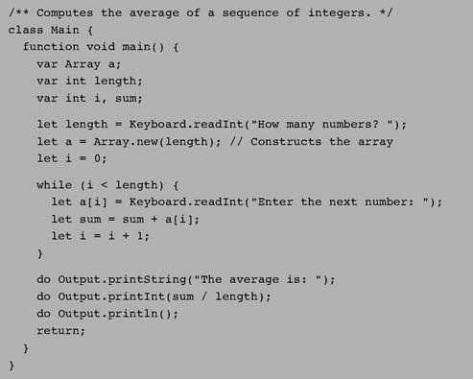 /** Computes the average of a sequence of integers. */
class Main {
  function void main() {
    var Array a;
    var int length;
    var int i, sum;

    let length = Keyboard.readInt("How many numbers? ");
    let a = Array.new(length); // Constructs the array
    let i = 0;

    while (i < length) {
      let a[i] = Keyboard.readInt("Enter the next number: ");
      let sum = sum + a[i];
      let i = i + 1;
    }

    do Output.printString("The average is: ");
    do Output.printInt(sum / length);
    do Output.println();
    return;
  }
}